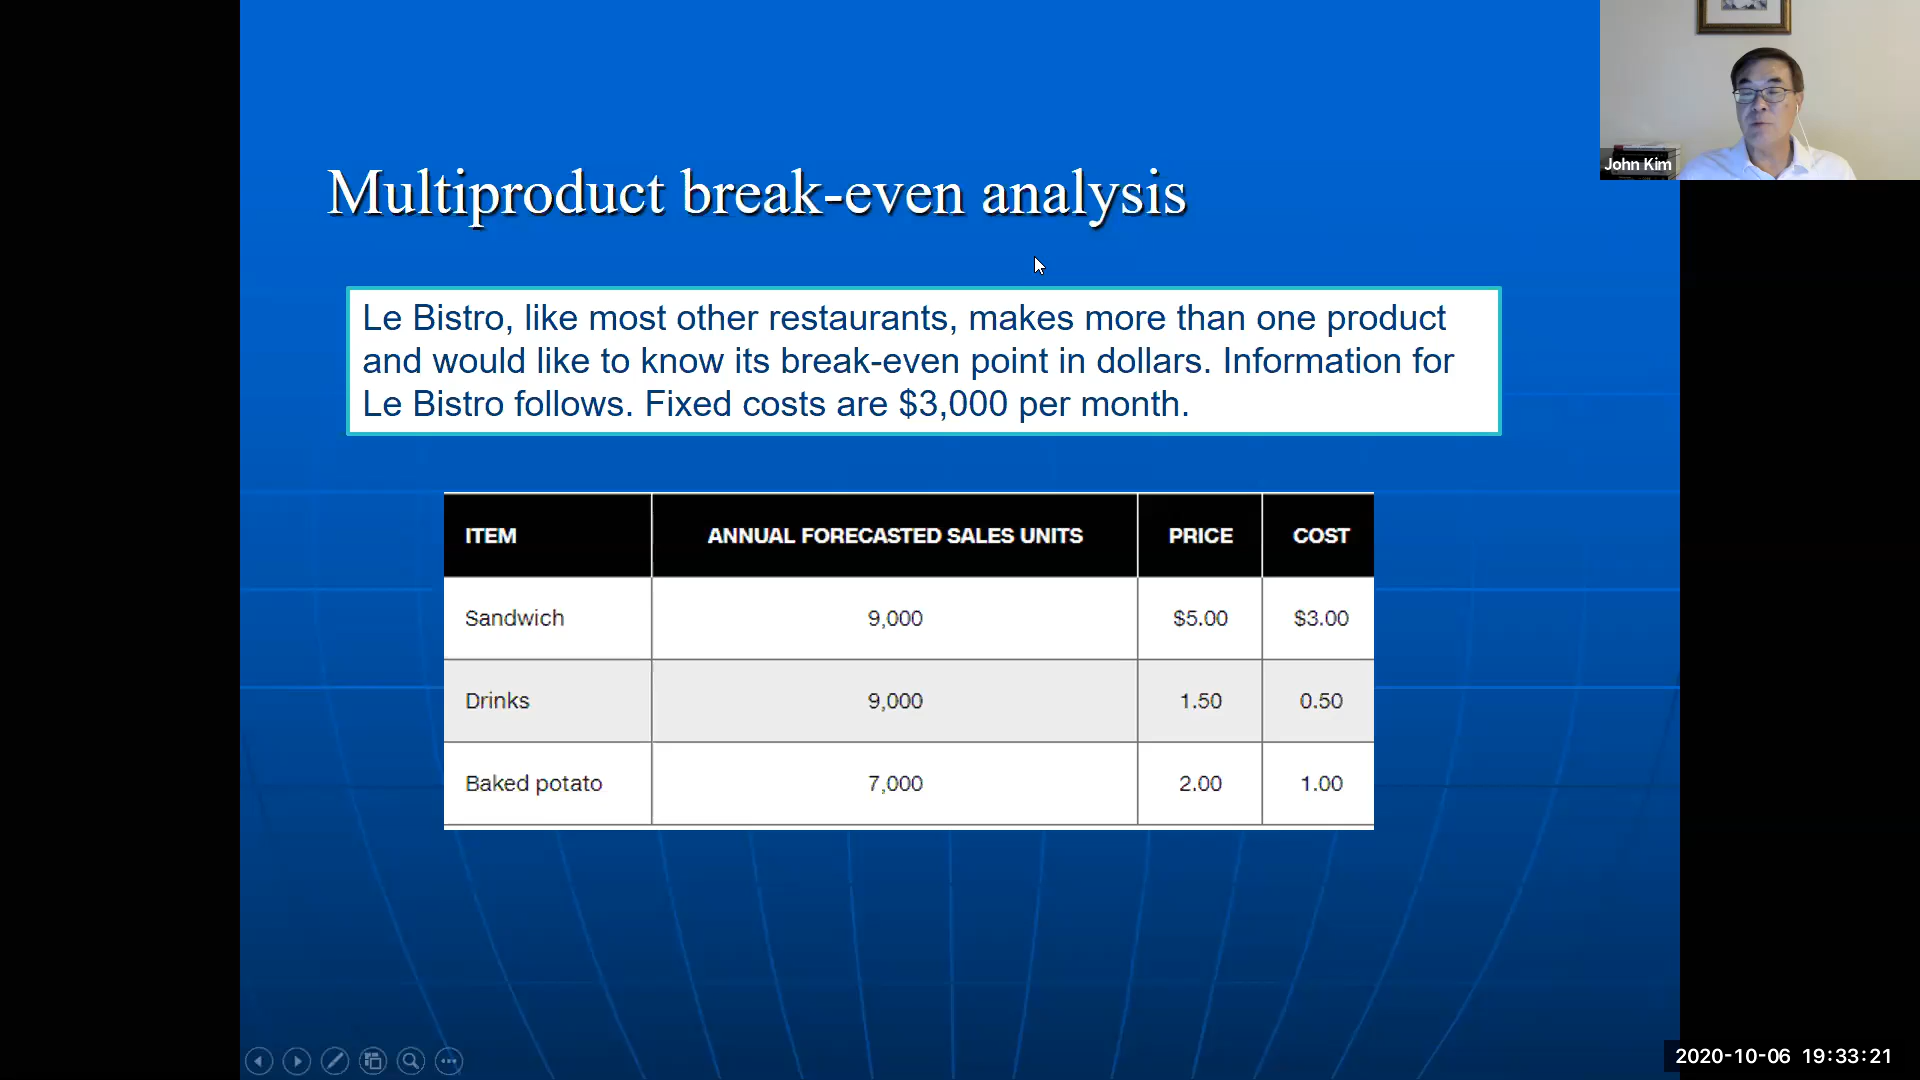 John Kim
Multiproduct break-even analysis
Le Bistro, like most other restaurants, makes more than one product
and would like to know its break-even point in dollars. Information for
Le Bistro follows. Fixed costs are $3,000 per month.
ITEM ANNUAL FORECASTED SALES UNITS PRICE COST
Sandwich 9,000 $5.00 $3.00
Drinks 9,000 1.50 0.50
Baked potato 7,000 2.00 1.00
2020-10-06 19:33:21